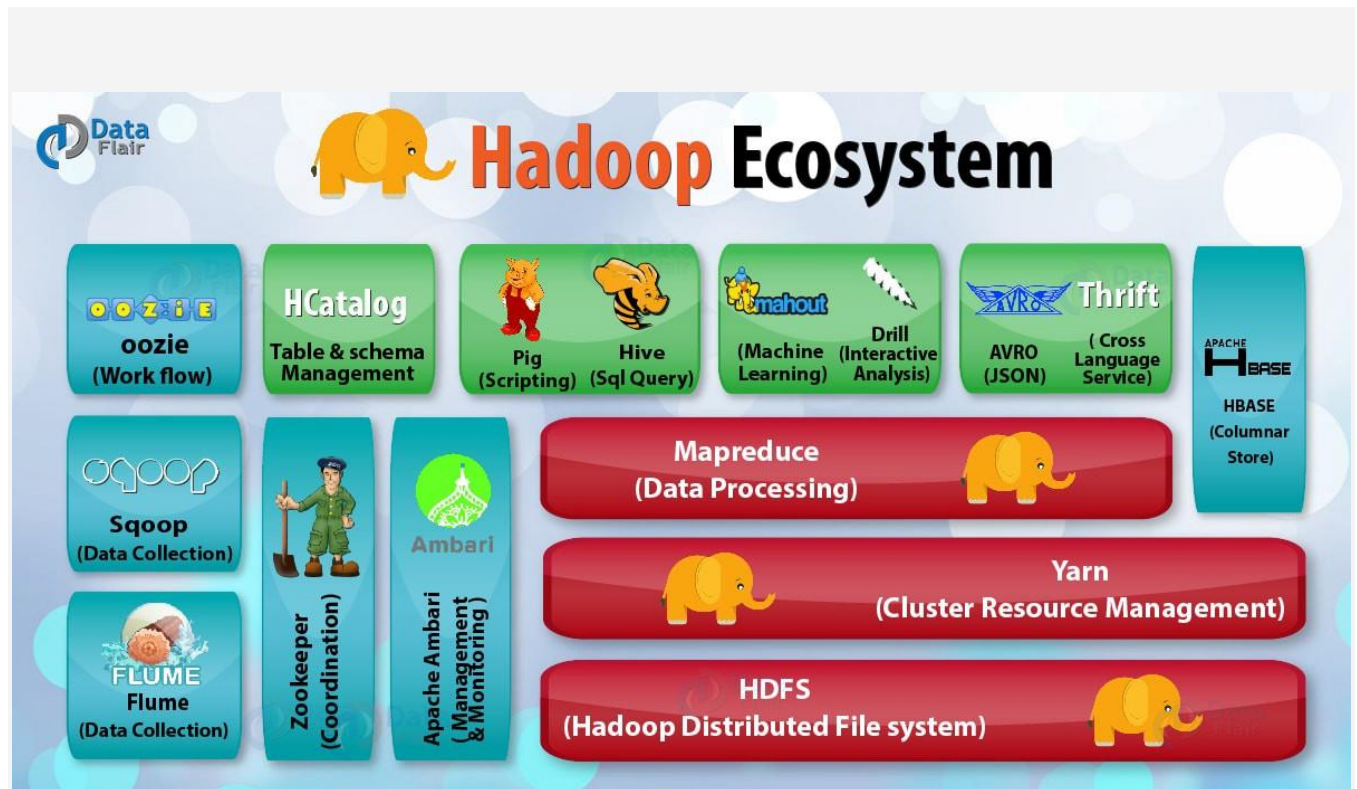 Data
Flair
Hadoop Ecosystem
OOZIE
oozie
(Work flow)
HCatalog
Table & schema
Management
Pig
(Scripting)
Hive
(Sql Query)
mahout
(Machine
Learning)
Drill
(Interactive
Analysis)
AVRO
AVRO
(JSON)
Thrift
( Cross
Language
Service)
APACHE
HBASE
HBASE
(Columnar
Store)
sqoop
Sqoop
(Data Collection)
FLUME
Flume
(Data Collection)
Zookeeper
(Coordination)
Ambari
Apache Ambari
( Management
& Monitoring )
Mapreduce
(Data Processing)
Yarn
(Cluster Resource Management)
HDFS
(Hadoop Distributed File system)